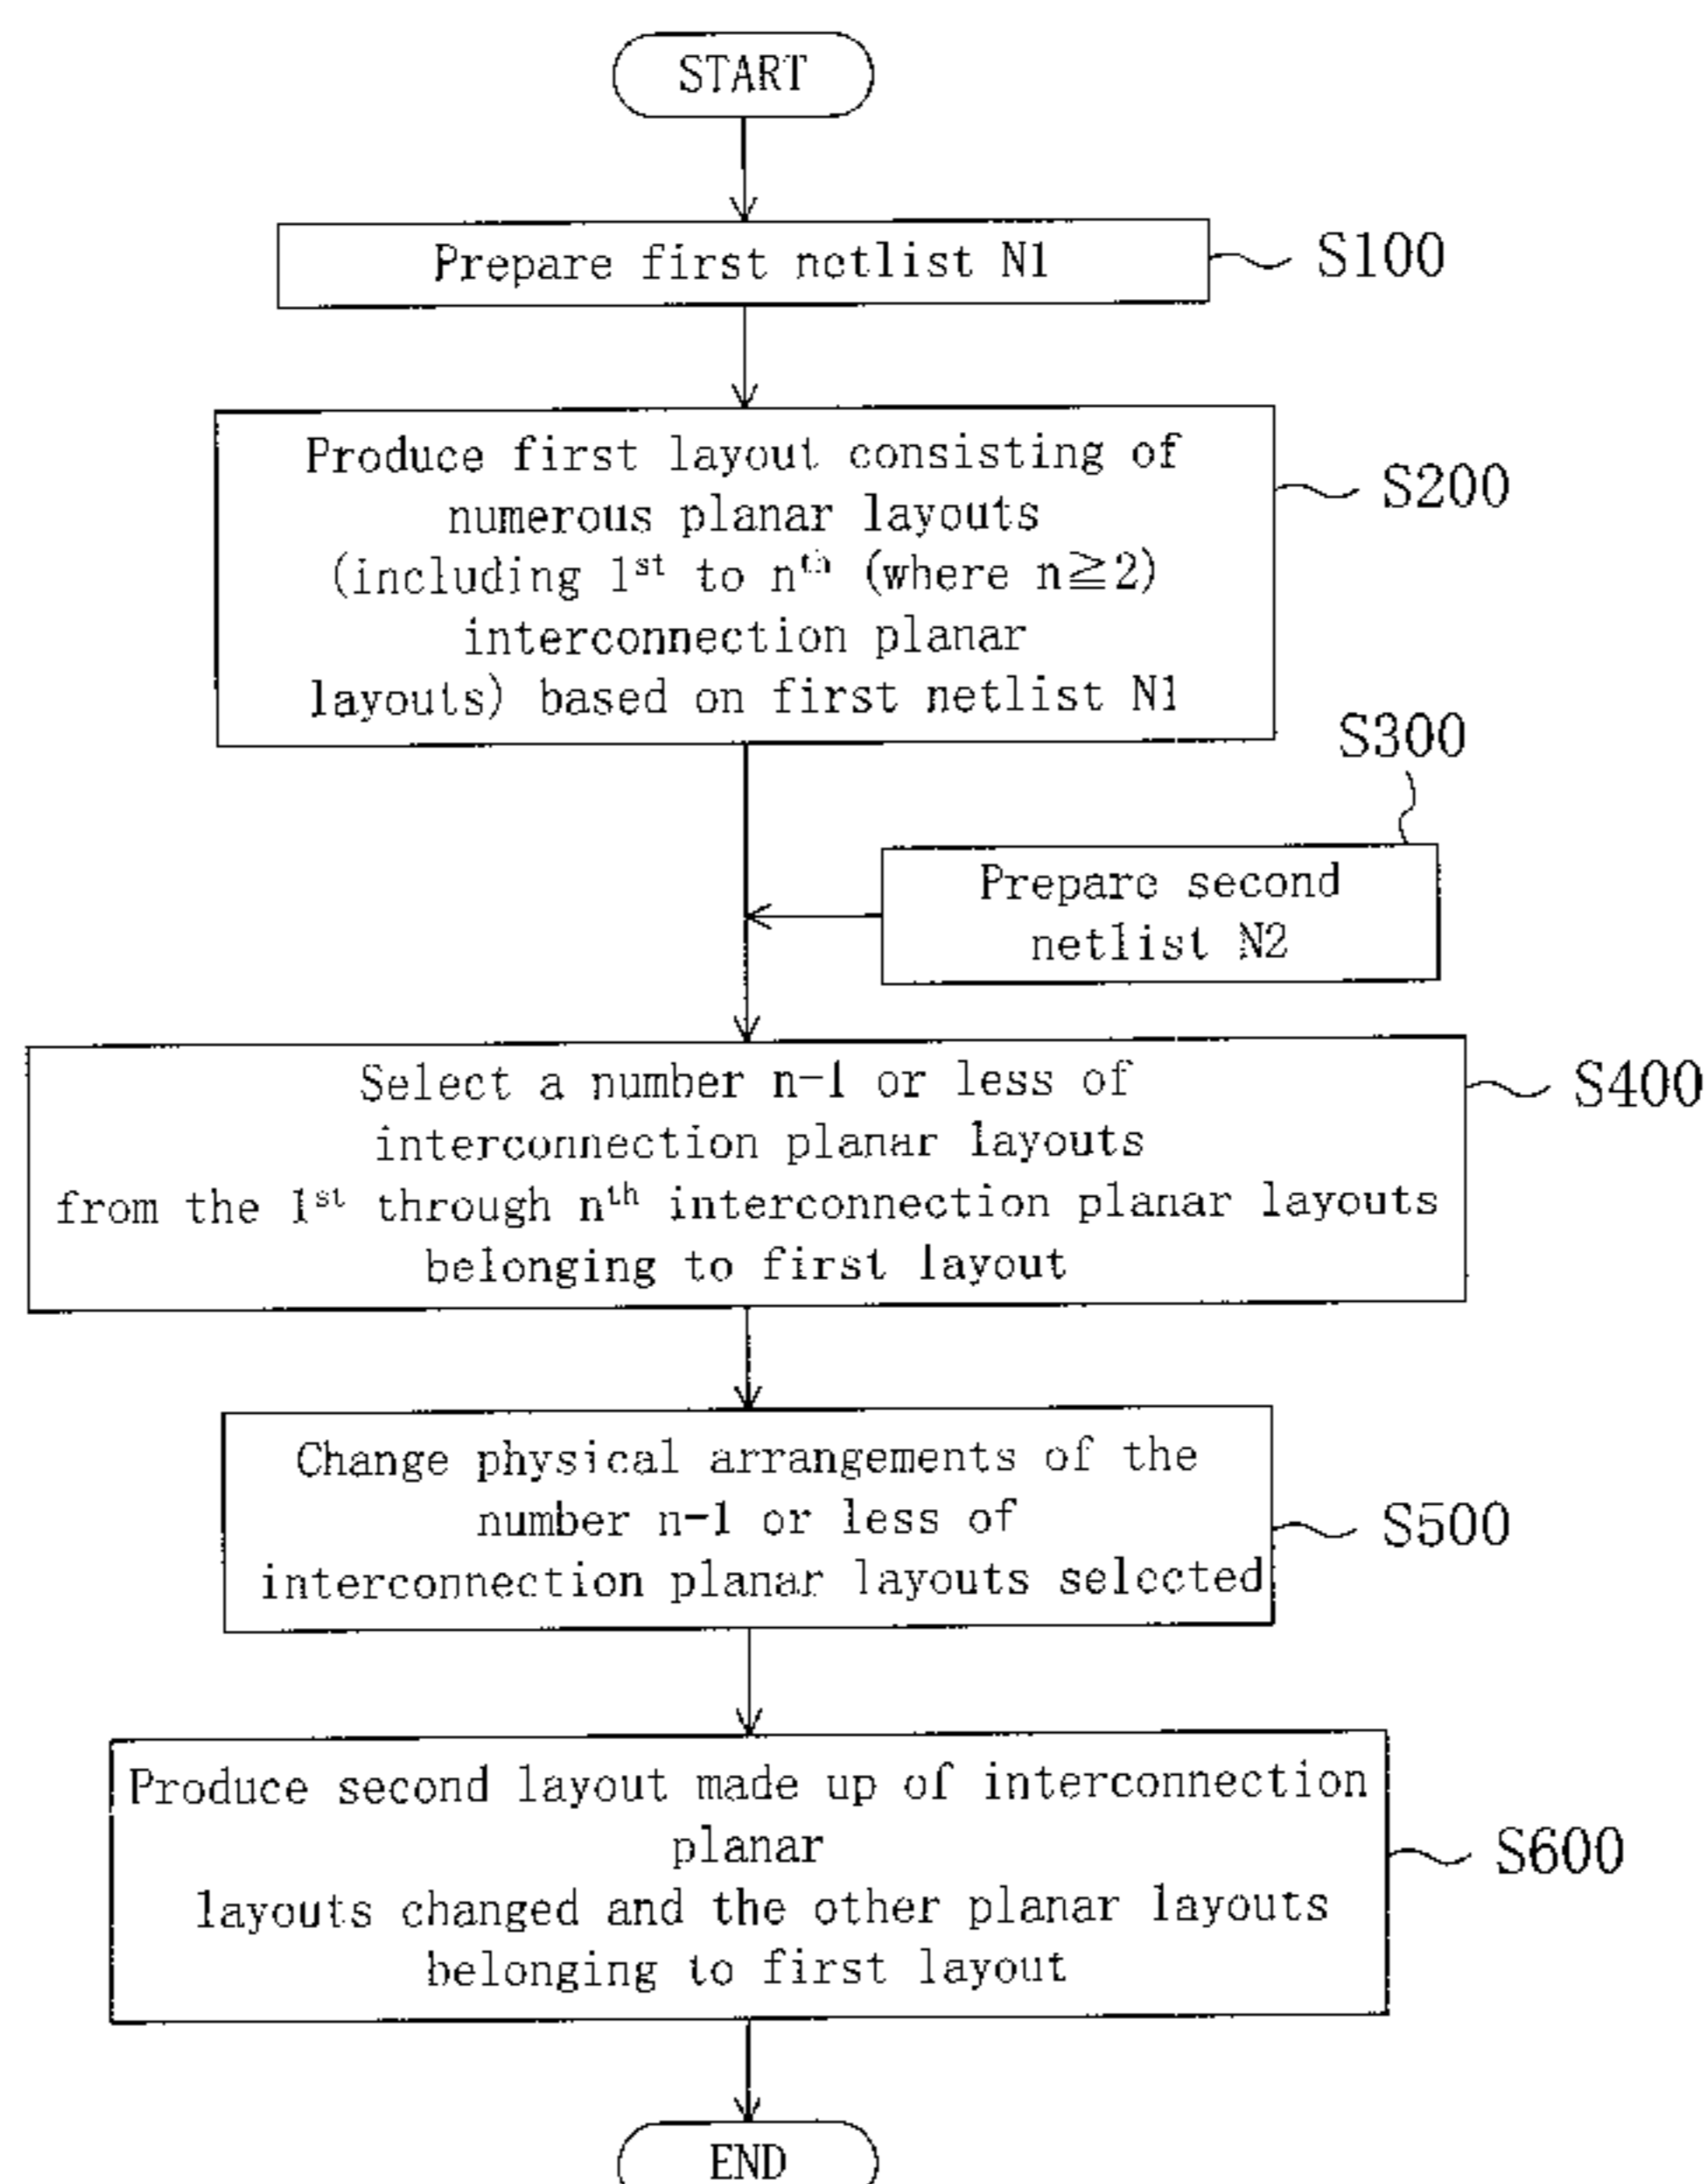 START
Prepare first netlist N1
S100
Produce first layout consisting of
numerous planar layouts
(including 1st to nth (where n≧2)
interconnection planar
layouts) based on first netlist N1
S200
S300
Prepare second
netlist N2
Select a number n-1 or less of
interconnection planar layouts
from the 1st through nth interconnection planar layouts
belonging to first layout
S400
Change physical arrangements of the
number n-1 or less of
interconnection planar layouts selected
S500
Produce second layout made up of interconnection
planar
layouts changed and the other planar layouts
belonging to first layout
S600
END